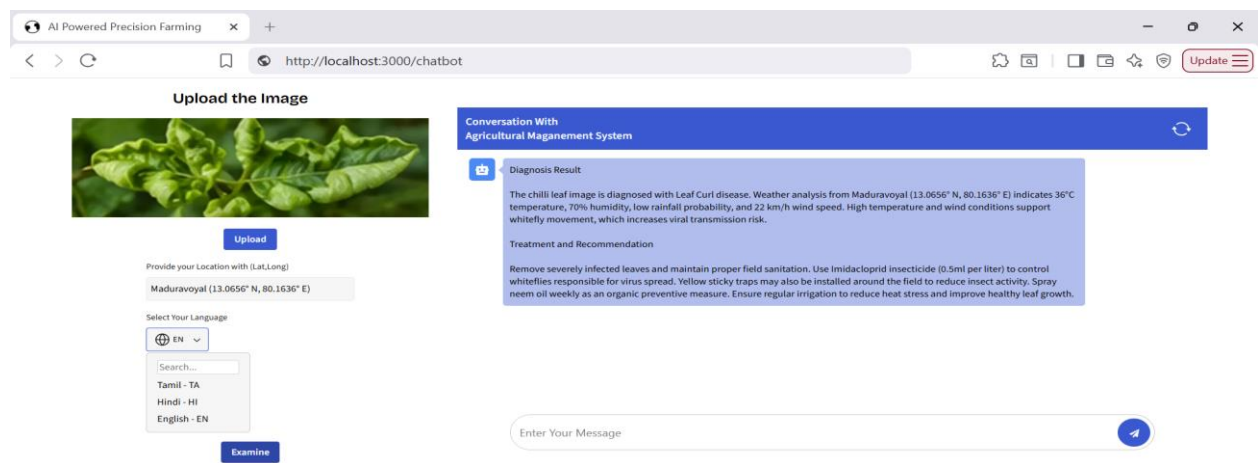 AI Powered Precision Farming
http://localhost:3000/chatbot
Update
Upload the Image
Upload
Provide your Location with (Lat,Long)
Maduravoyal (13.0656° N, 80.1636° E)
Select Your Language
EN
Search...
Tamil - TA
Hindi - HI
English - EN
Examine
Conversation With
Agricultural Maganement System
Diagnosis Result
The chilli leaf image is diagnosed with Leaf Curl disease. Weather analysis from Maduravoyal (13.0656° N, 80.1636° E) indicates 36°C
temperature, 70% humidity, low rainfall probability, and 22 km/h wind speed. High temperature and wind conditions support
whitefly movement, which increases viral transmission risk.
Treatment and Recommendation
Remove severely infected leaves and maintain proper field sanitation. Use Imidacloprid insecticide (0.5ml per liter) to control
whiteflies responsible for virus spread. Yellow sticky traps may also be installed around the field to reduce insect activity. Spray
neem oil weekly as an organic preventive measure. Ensure regular irrigation to reduce heat stress and improve healthy leaf growth.
Enter Your Message